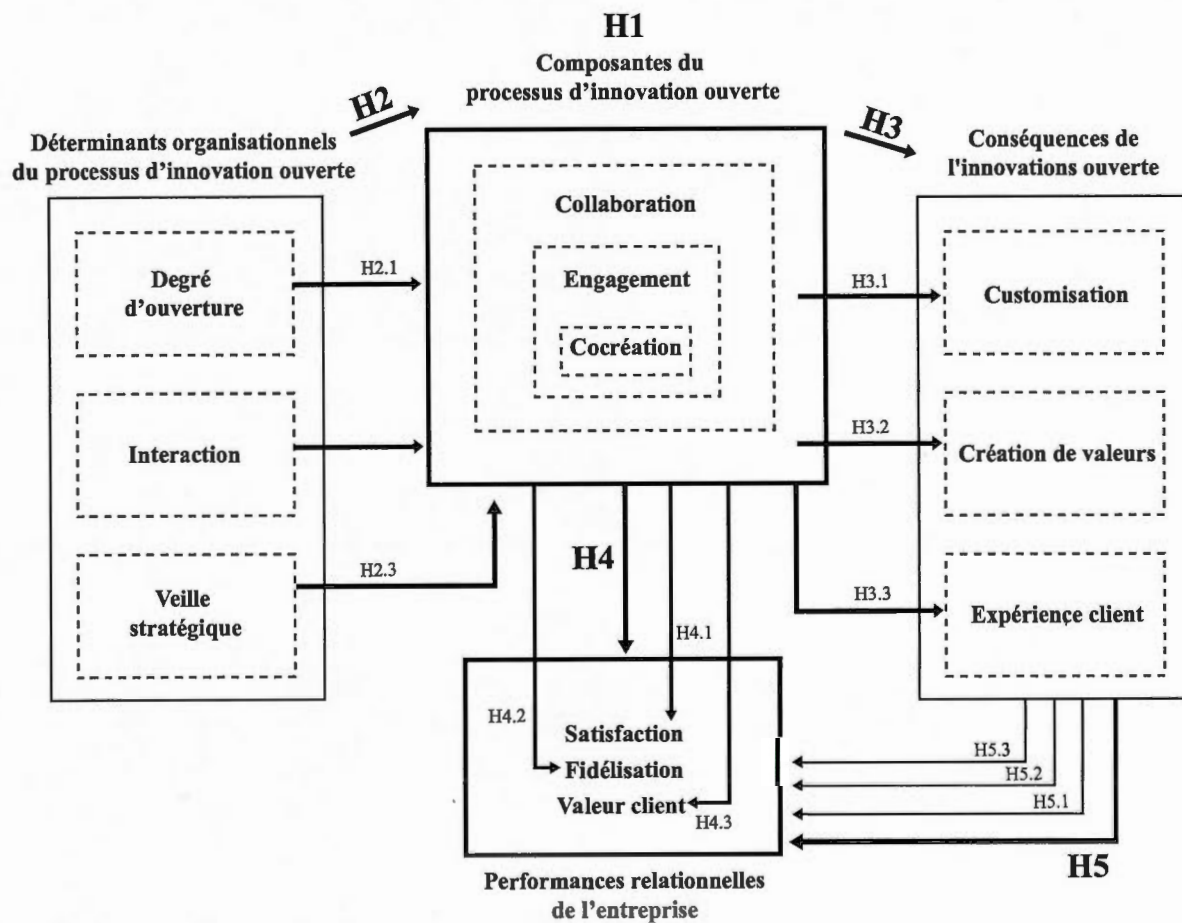 H1
Composantes du
processus d'innovation ouverte
H2
H3
Déterminants organisationnels
du processus d'innovation ouverte
Conséquences de
l'innovations ouverte
Degré
d'ouverture
Interaction
Veille
stratégique
H2.1
H2.3
Collaboration
Engagement
Cocréation
H3.1
H3.2
H3.3
Customisation
Création de valeurs
Expérience client
H4
H4.1
H4.2
Satisfaction
Fidélisation
Valeur client
H4.3
H5.3
H5.2
H5.1
H5
Performances relationnelles
de l'entreprise